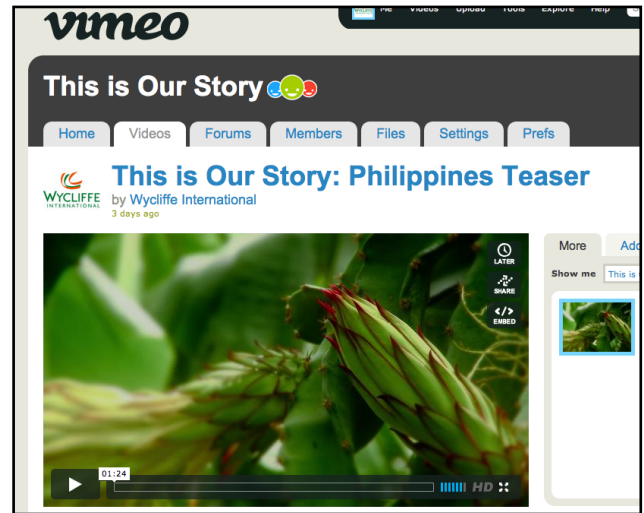 vimeo
Me Videos Upload Tools Explore Help
This is Our Story
Home Videos Forums Members Files Settings Prefs
This is Our Story: Philippines Teaser
WYCLIFFE
INTERNATIONAL
by Wycliffe International
3 days ago
LATER
SHARE
EMBED
More
Show me This is
01:24
HD